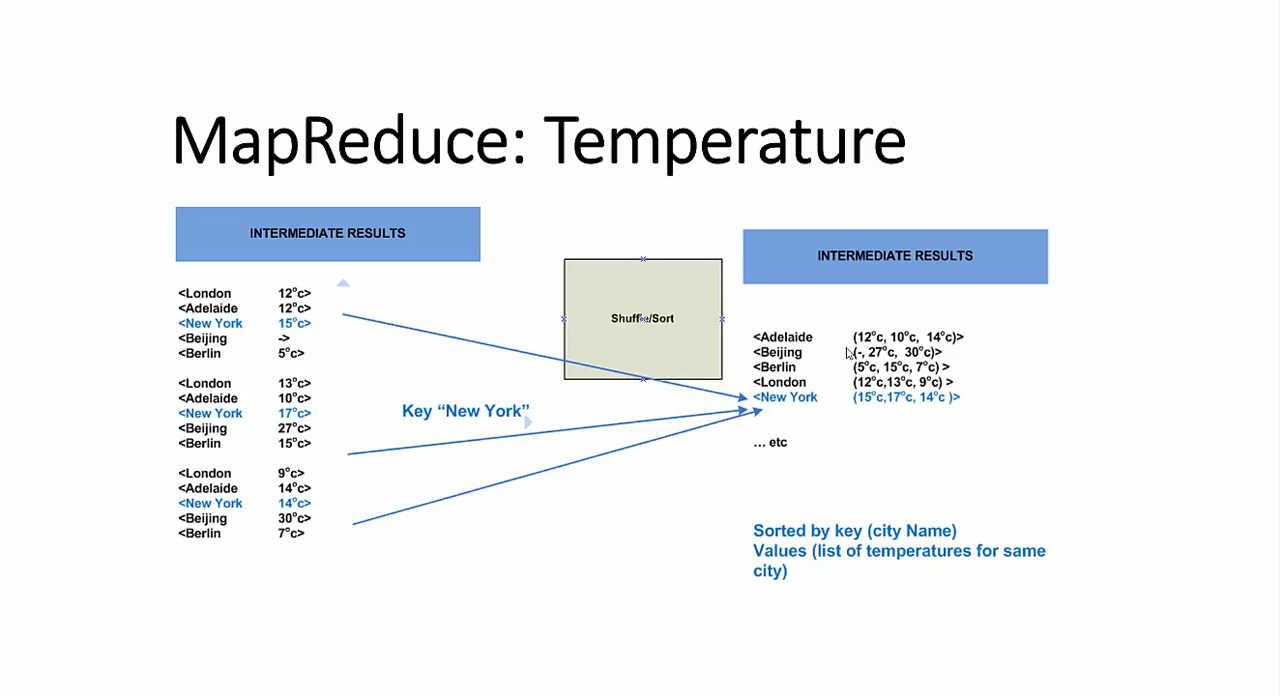 MapReduce: Temperature
INTERMEDIATE RESULTS
<London 12°c>
<Adelaide 12°c>
<New York 15°c>
<Beijing ->
<Berlin 5°c>
<London 13°c>
<Adelaide 10°c>
<New York 17°c>
<Beijing 27°c>
<Berlin 15°c>
<London 9°c>
<Adelaide 14°c>
<New York 14°c>
<Beijing 30°c>
<Berlin 7°c>
Key “New York”
Shuffle/Sort
INTERMEDIATE RESULTS
<Adelaide (12°c, 10°c, 14°c)>
<Beijing (-, 27°c, 30°c)>
<Berlin (5°c, 15°c, 7°c) >
<London (12°c,13°c, 9°c) >
<New York (15°c,17°c, 14°c )>
... etc
Sorted by key (city Name)
Values (list of temperatures for same
city)